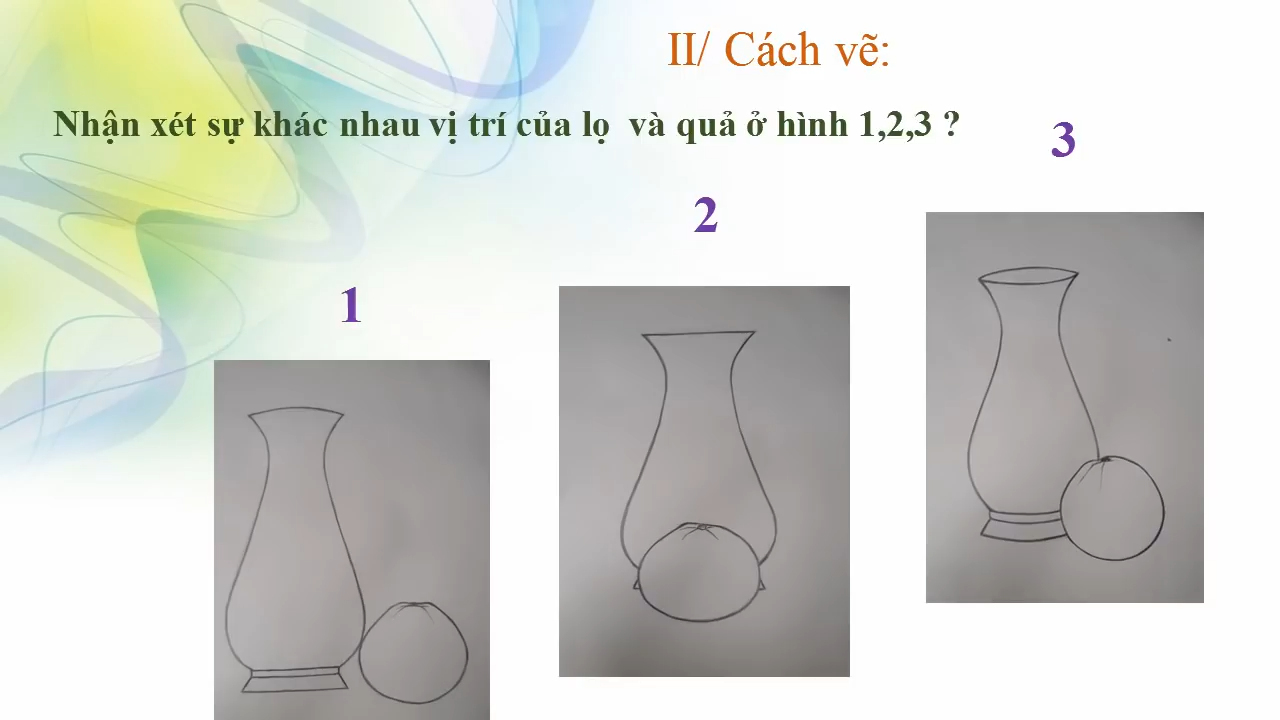 II/ Cách vẽ:
Nhận xét sự khác nhau vị trí của lọ và quả ở hình 1,2,3 ?
1
2
3